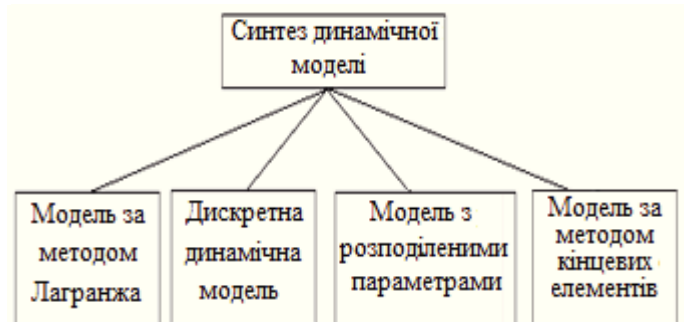 Синтез динамічної
моделі
Модель за
методом
Лагранжа
Дискретна
динамічна
модель
Модель з
розподіленими
параметрами
Модель за
методом
кінцевих
елементів